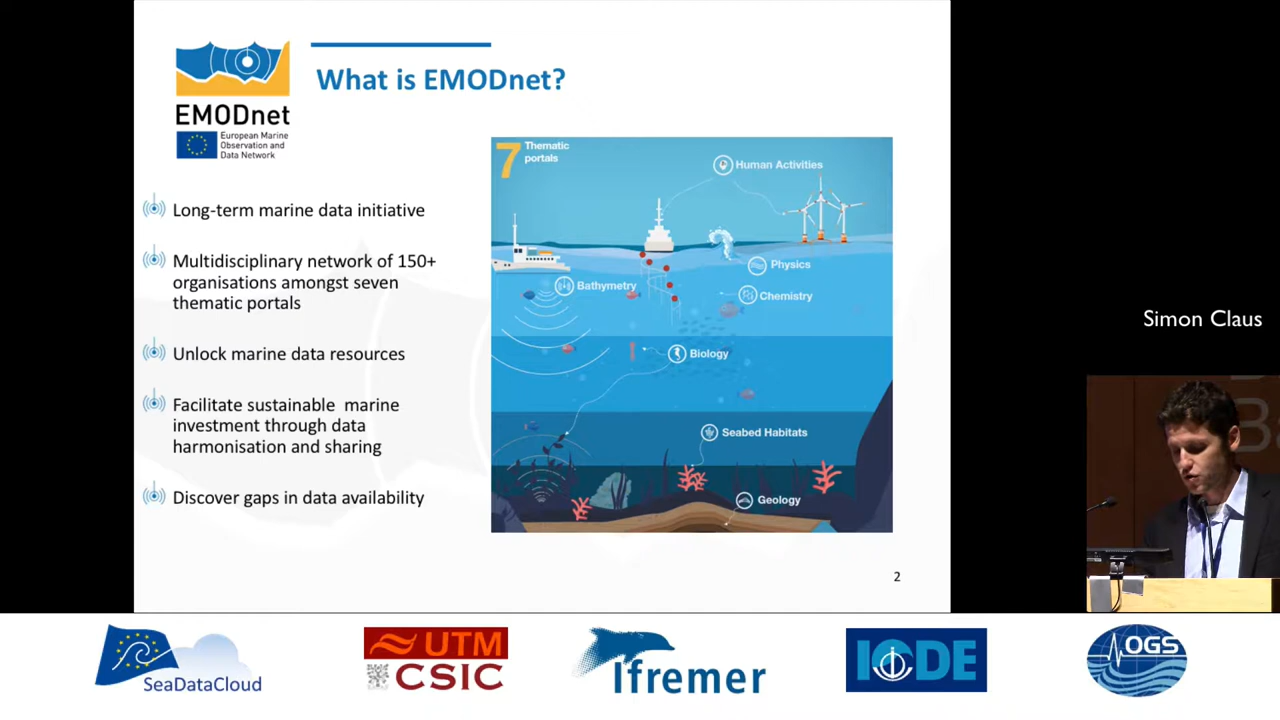 What is EMODnet?
EMODnet
European Marine
Observation and
Data Network
Long-term marine data initiative
Multidisciplinary network of 150+
organisations amongst seven
thematic portals
Unlock marine data resources
Facilitate sustainable marine
investment through data
harmonisation and sharing
Discover gaps in data availability
7 Thematic
portals
Human Activities
Physics
Bathymetry
Chemistry
Biology
Seabed Habitats
Geology
2
Simon Claus
SeaDataCloud
UTM
CSIC
Ifremer
IODE
OGS